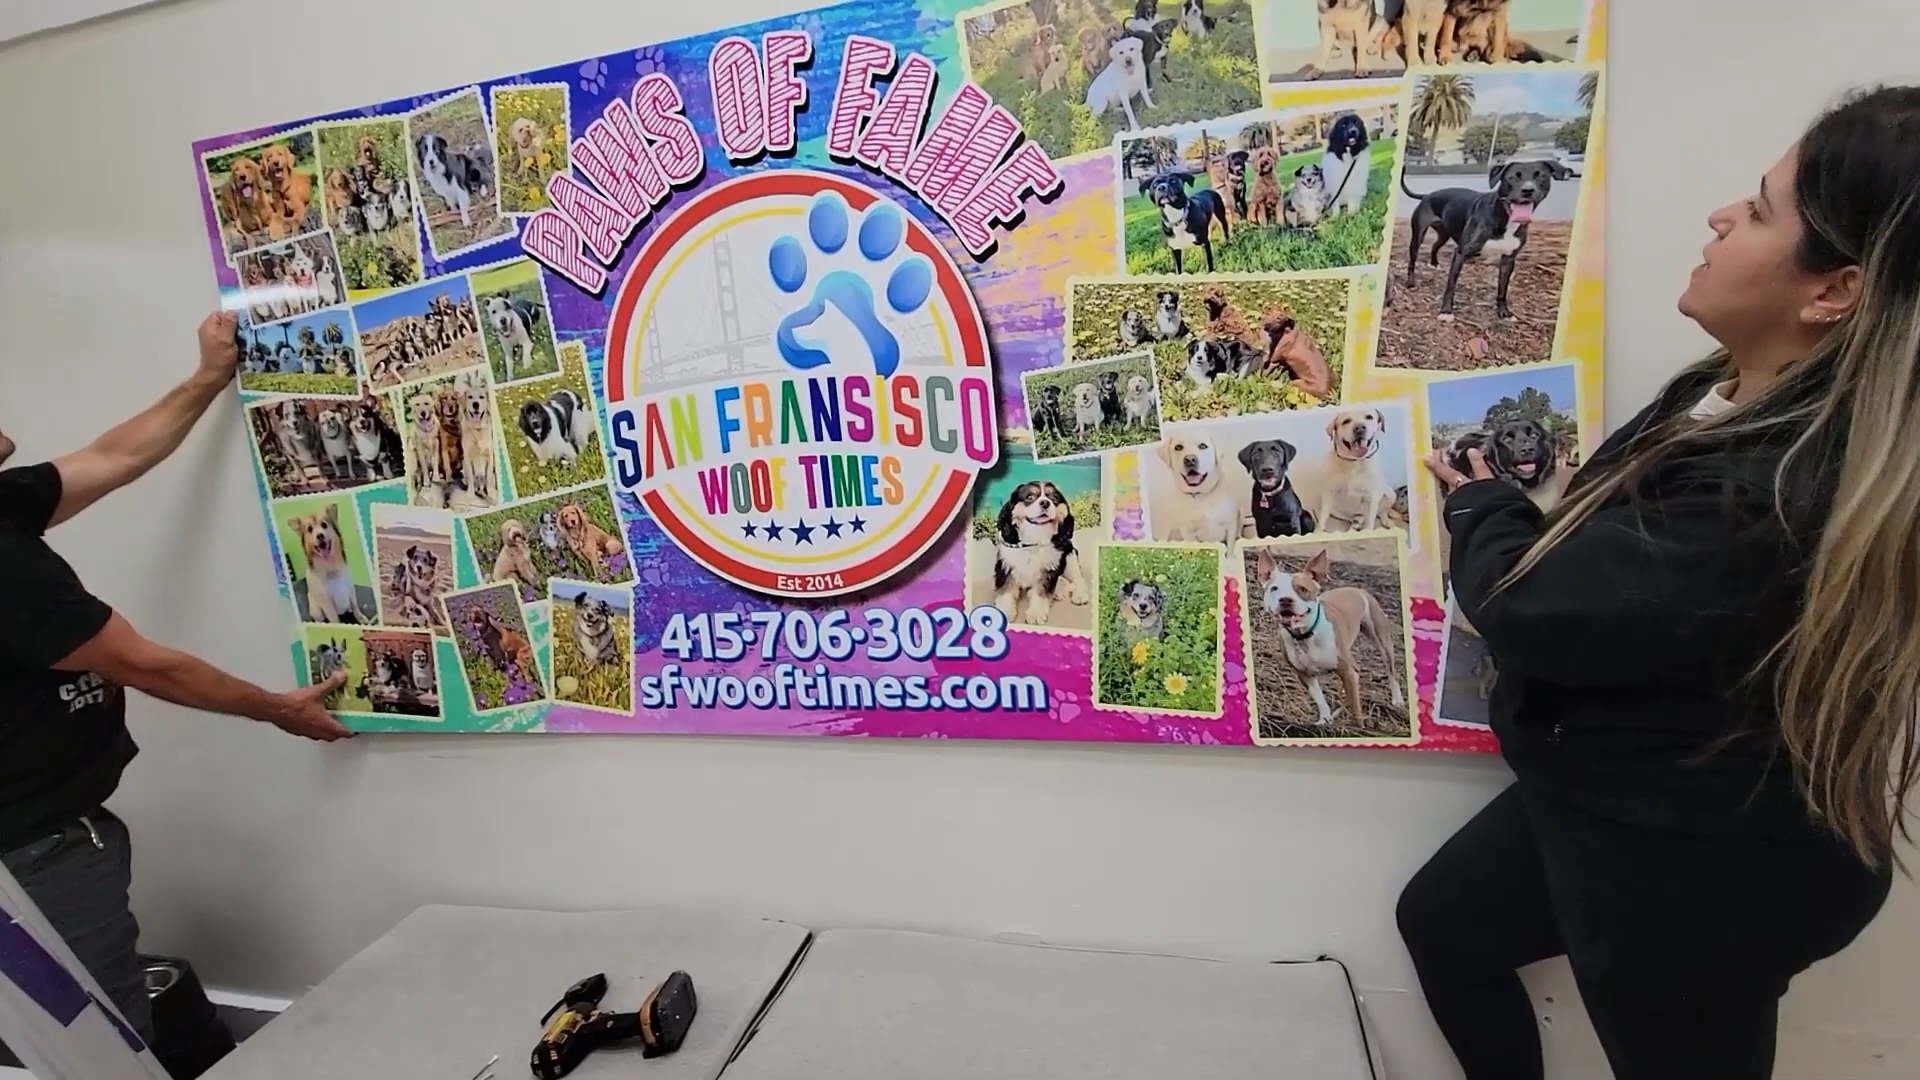 PAWS OF FAME
SAN FRANSISCO
WOOF TIMES
Est 2014
415·706·3028
sfwooftimes.com